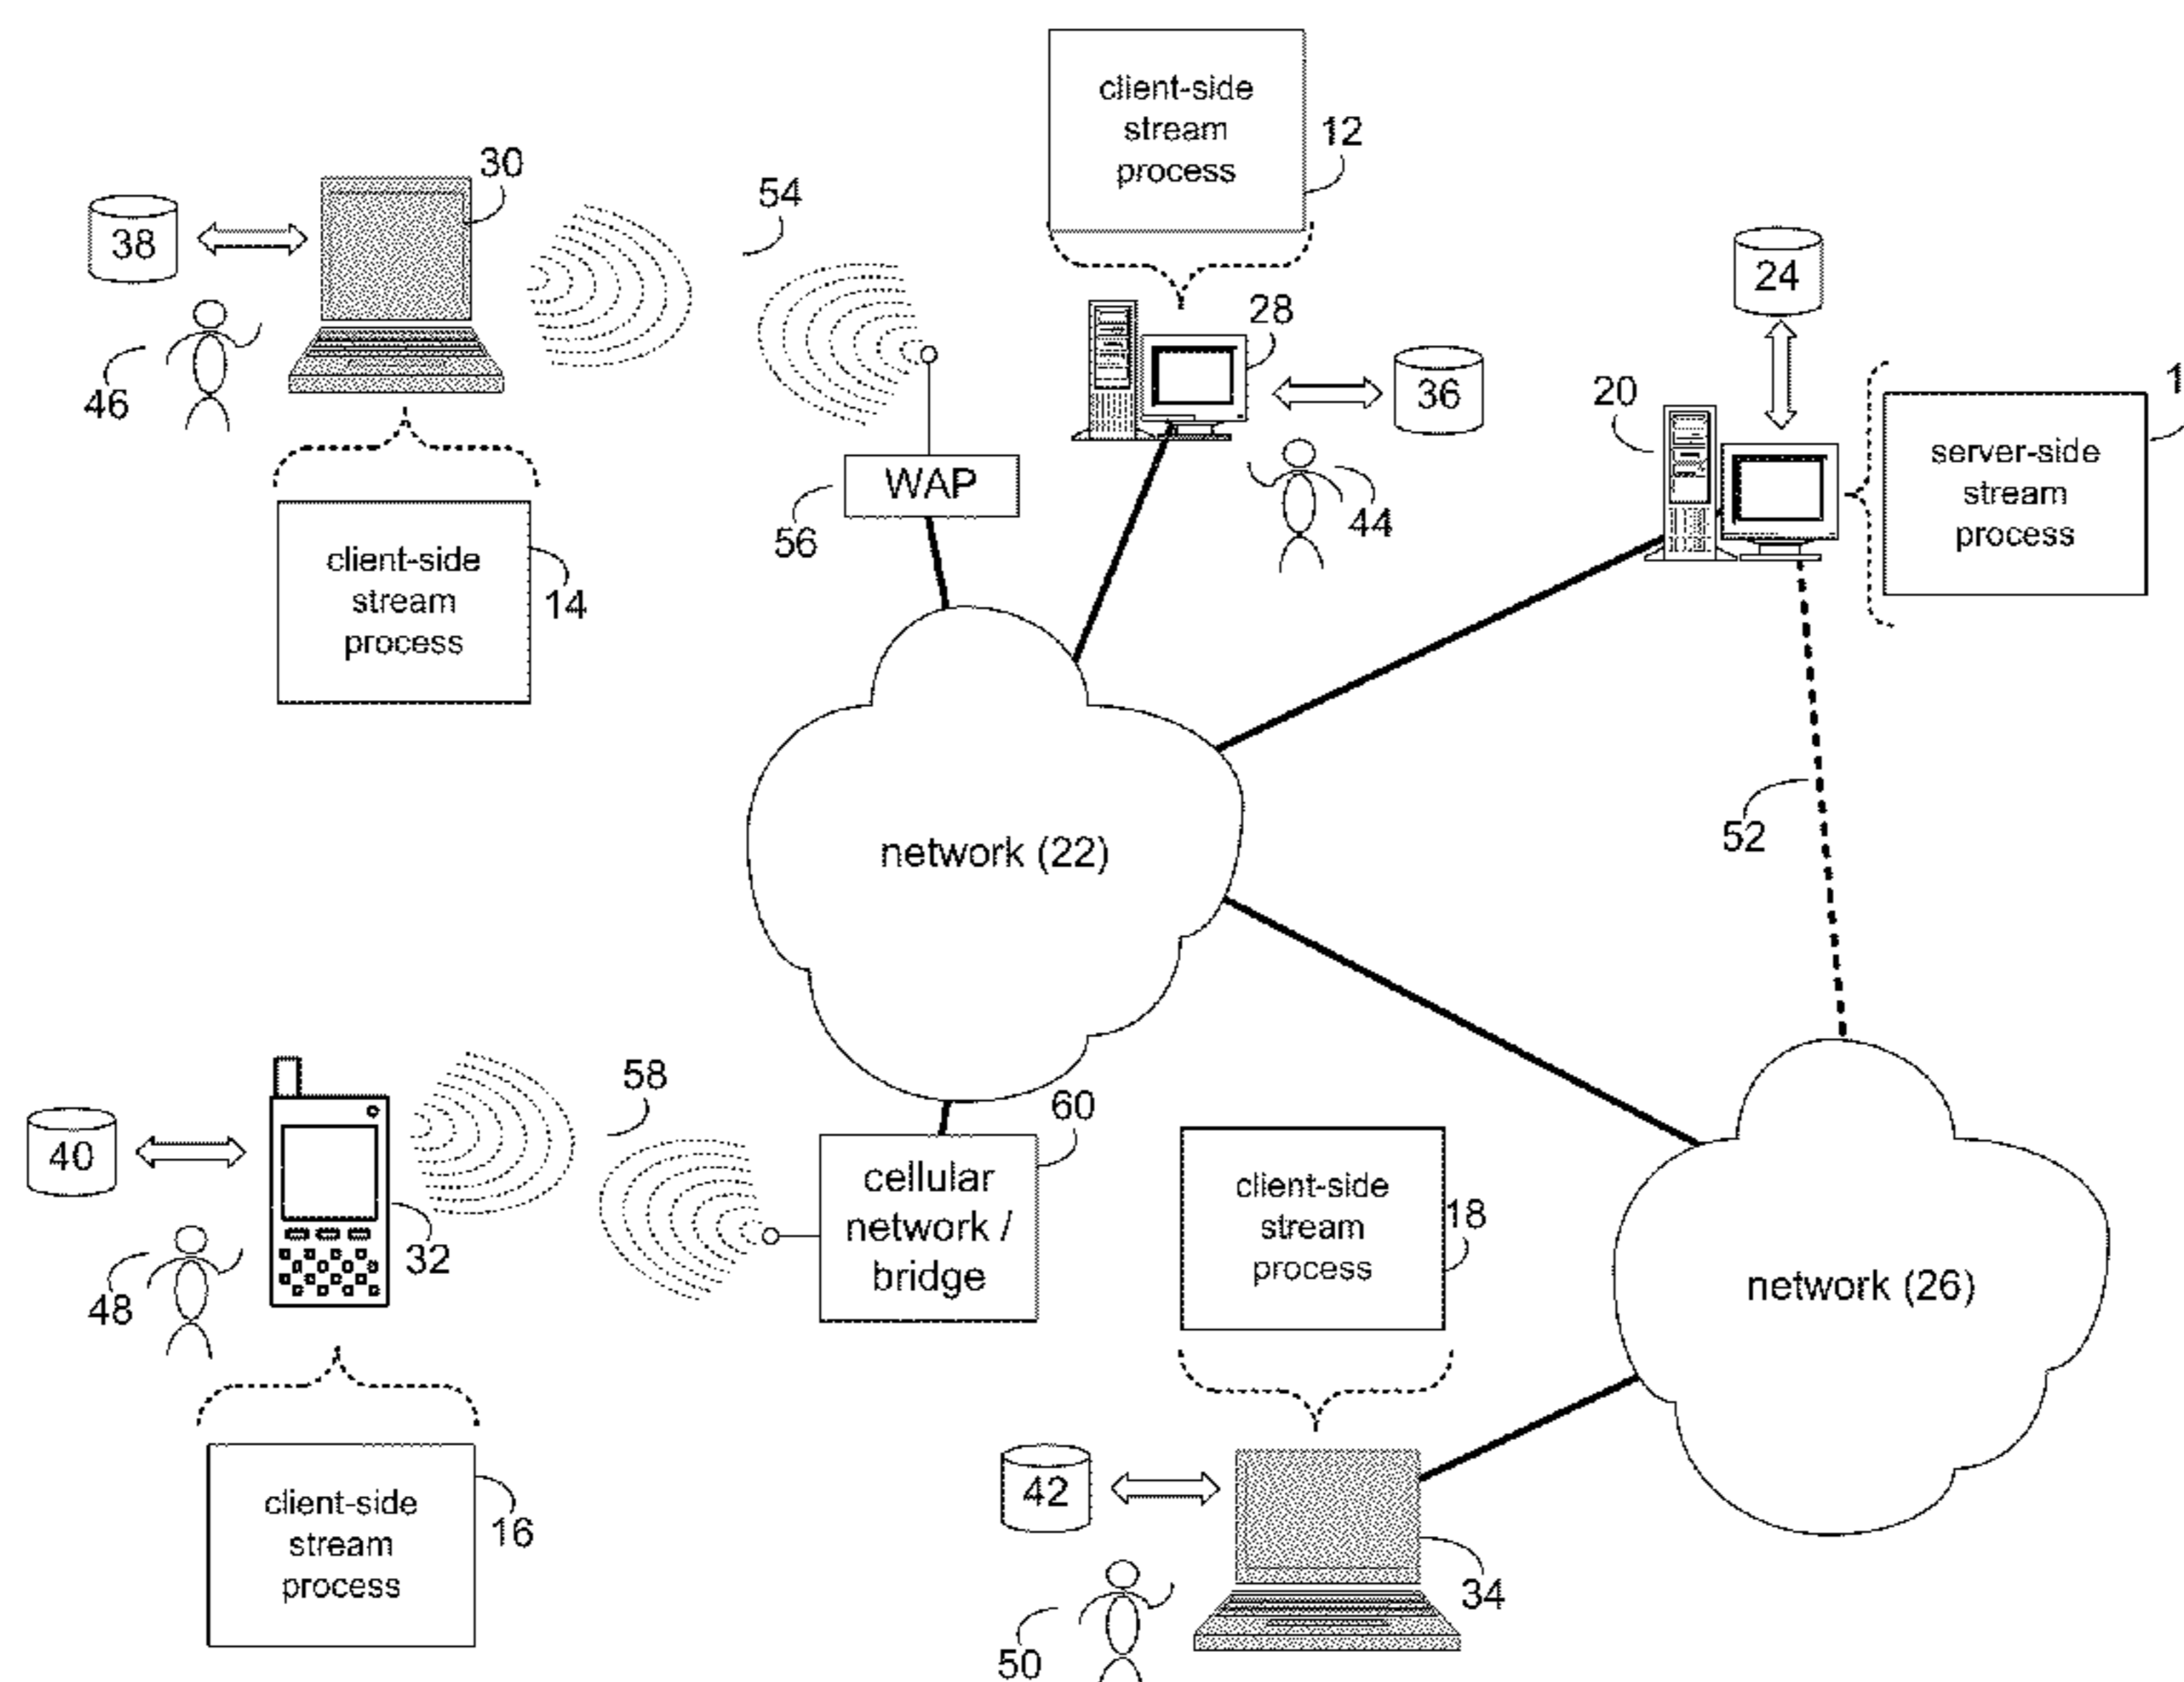 client-side
stream
process
12
30
54
38
24
28
36
20
1
46
server-side
stream
process
WAP
44
56
client-side
stream
process
14
52
network (22)
58
60
40
cellular
network /
bridge
client-side
stream
process
18
32
48
network (26)
42
client-side
stream
process
16
34
50